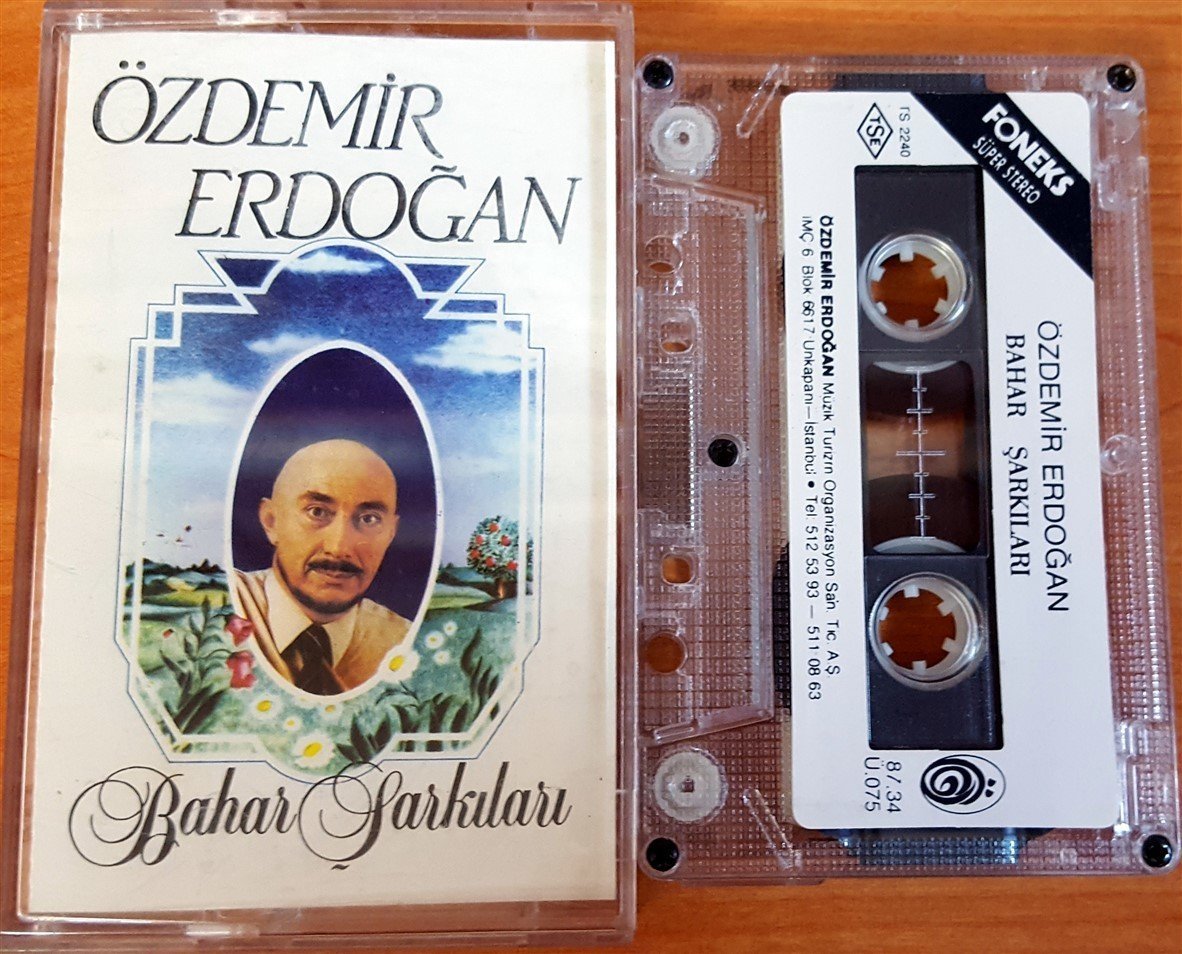 ÖZDEMİR
ERDOĞAN
Bahar Şarkıları
FONEKS
SÜPER STEREO
TSE
TS 2240
ÖZDEMİR ERDOĞAN
BAHAR ŞARKILARI
ÖZDEMİR ERDOĞAN Müzik Turizm Organizasyon San. Tic. A.Ş.
İMÇ 6 Blok 6617 Unkapanı-İstanbul • Tel: 512 53 93 - 511 08 63
87.34
Ü.075